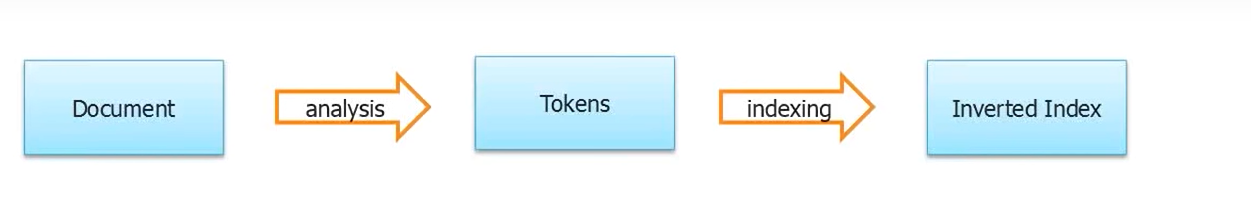 Document
analysis
Tokens
indexing
Inverted Index